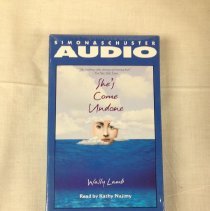 SIMON & SCHUSTER
AUDIO
She's
Come
Undone
Wally Lamb
Read by Kathy Najimy